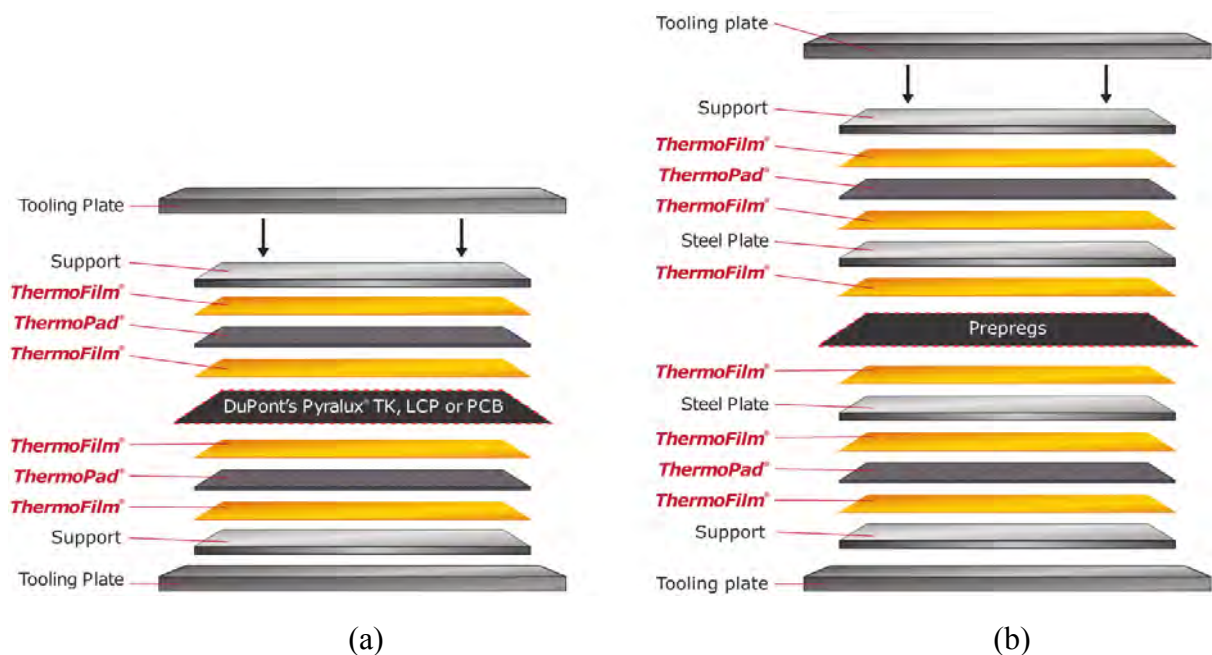 Tooling Plate
Support
ThermoFilm®
ThermoPad®
ThermoFilm®
DuPont's Pyralux® TK, LCP or PCB
ThermoFilm®
ThermoPad®
ThermoFilm®
Support
Tooling Plate
(a)
Tooling plate
Support
ThermoFilm®
ThermoPad®
ThermoFilm®
Steel Plate
ThermoFilm®
Prepregs
ThermoFilm®
Steel Plate
ThermoFilm®
ThermoPad®
ThermoFilm®
Support
Tooling plate
(b)